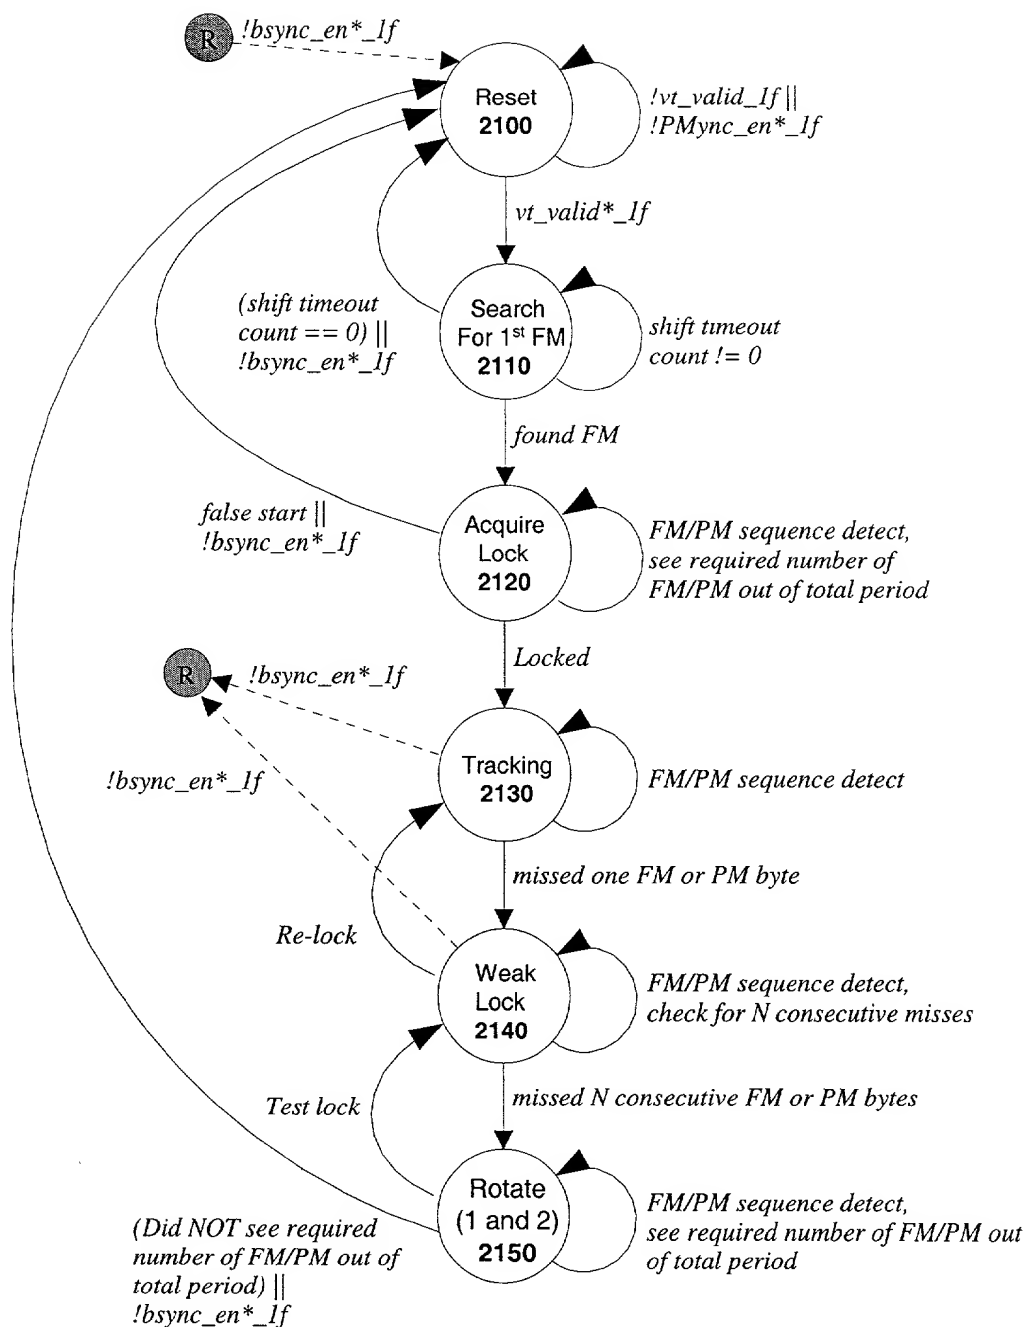 R
!bsync_en*_1f
Reset
2100
!vt_valid_1f ||
!PMync_en*_1f
vt_valid*_1f
(shift timeout
count == 0) ||
!bsync_en*_1f
Search
For 1st FM
2110
shift timeout
count != 0
found FM
false start ||
!bsync_en*_1f
Acquire
Lock
2120
FM/PM sequence detect,
see required number of
FM/PM out of total period
Locked
R
!bsync_en*_1f
!bsync_en*_1f
Tracking
2130
FM/PM sequence detect
missed one FM or PM byte
Re-lock
Weak
Lock
2140
FM/PM sequence detect,
check for N consecutive misses
missed N consecutive FM or PM bytes
Test lock
Rotate
(1 and 2)
2150
FM/PM sequence detect,
see required number of FM/PM out
of total period
(Did NOT see required
number of FM/PM out of
total period) ||
!bsync_en*_1f